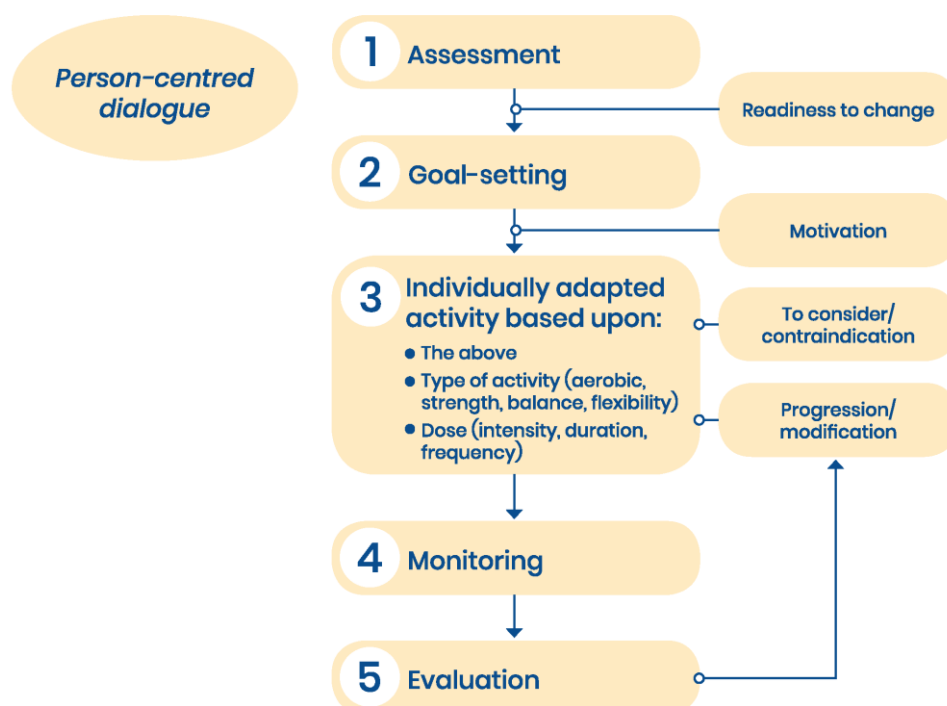 Person-centred
dialogue
1 Assessment
Readiness to change
2 Goal-setting
Motivation
3 Individually adapted
activity based upon:
• The above
• Type of activity (aerobic,
strength, balance, flexibility)
• Dose (intensity, duration,
frequency)
To consider/
contraindication
Progression/
modification
4 Monitoring
5 Evaluation